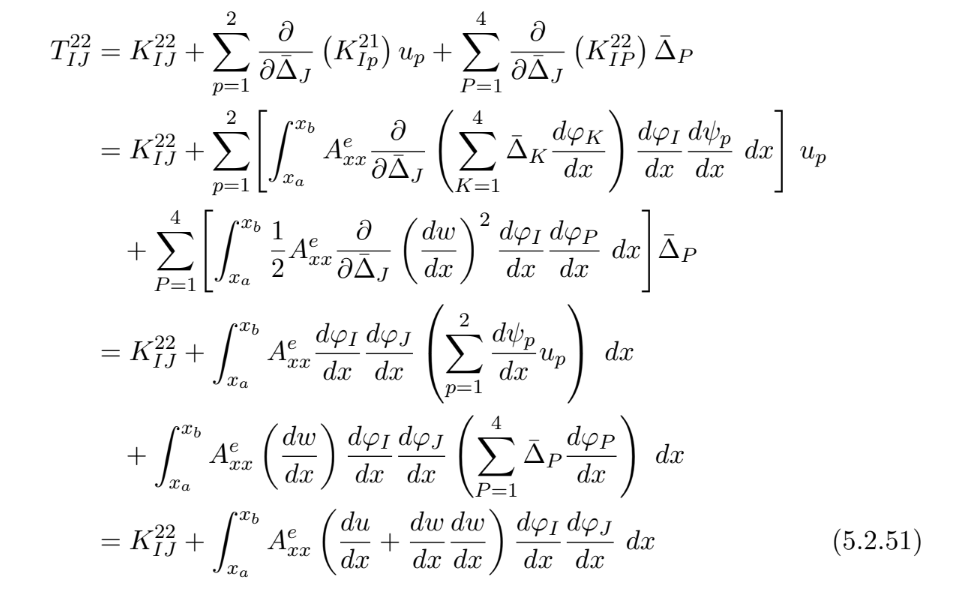 T_{IJ}^{22} = K_{IJ}^{22} + \sum_{p=1}^{2} \frac{\partial}{\partial \bar{\Delta}_J} \left( K_{Ip}^{21} \right) u_p + \sum_{P=1}^{4} \frac{\partial}{\partial \bar{\Delta}_J} \left( K_{IP}^{22} \right) \bar{\Delta}_P
= K_{IJ}^{22} + \sum_{p=1}^{2} \left[ \int_{x_a}^{x_b} A_{xx}^{e} \frac{\partial}{\partial \bar{\Delta}_J} \left( \sum_{K=1}^{4} \bar{\Delta}_K \frac{d\varphi_K}{dx} \right) \frac{d\varphi_I}{dx} \frac{d\psi_p}{dx} \, dx \right] u_p
+ \sum_{P=1}^{4} \left[ \int_{x_a}^{x_b} \frac{1}{2} A_{xx}^{e} \frac{\partial}{\partial \bar{\Delta}_J} \left( \frac{dw}{dx} \right)^2 \frac{d\varphi_I}{dx} \frac{d\varphi_P}{dx} \, dx \right] \bar{\Delta}_P
= K_{IJ}^{22} + \int_{x_a}^{x_b} A_{xx}^{e} \frac{d\varphi_I}{dx} \frac{d\varphi_J}{dx} \left( \sum_{p=1}^{2} \frac{d\psi_p}{dx} u_p \right) \, dx
+ \int_{x_a}^{x_b} A_{xx}^{e} \left( \frac{dw}{dx} \right) \frac{d\varphi_I}{dx} \frac{d\varphi_J}{dx} \left( \sum_{P=1}^{4} \bar{\Delta}_P \frac{d\varphi_P}{dx} \right) \, dx
= K_{IJ}^{22} + \int_{x_a}^{x_b} A_{xx}^{e} \left( \frac{du}{dx} + \frac{dw}{dx} \frac{dw}{dx} \right) \frac{d\varphi_I}{dx} \frac{d\varphi_J}{dx} \, dx (5.2.51)